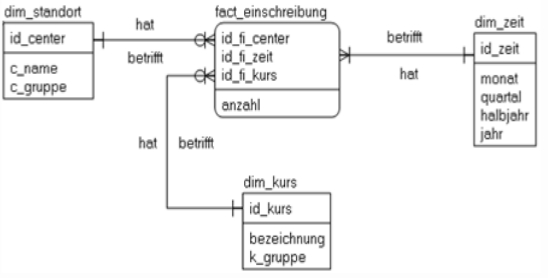 dim_standort
id_center
c_name
c_gruppe
hat
betrifft
fact_einschreibung
id_fi_center
id_fi_zeit
id_fi_kurs
anzahl
betrifft
hat
dim_zeit
id_zeit
monat
quartal
halbjahr
jahr
hat
betrifft
dim_kurs
id_kurs
bezeichnung
k_gruppe